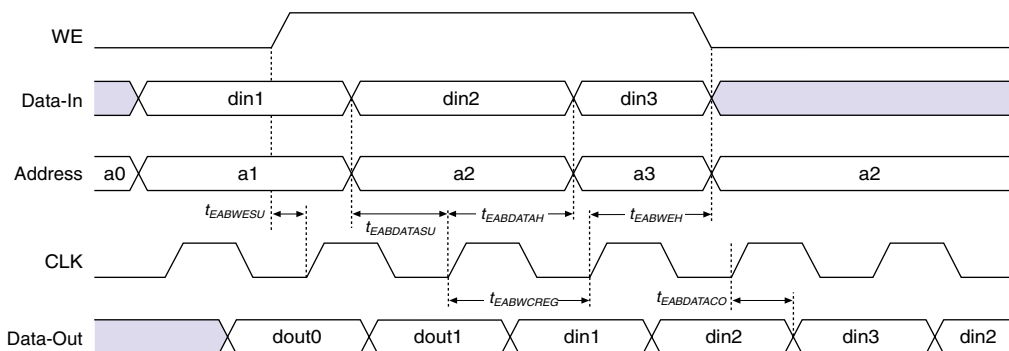 WE
Data-In din1 din2 din3
Address a0 a1 a2 a3 a2
tEABWESU tEABDATASU tEABDATAH tEABWEH
CLK
tEABWCREG tEABDATACO
Data-Out dout0 dout1 din1 din2 din3 din2